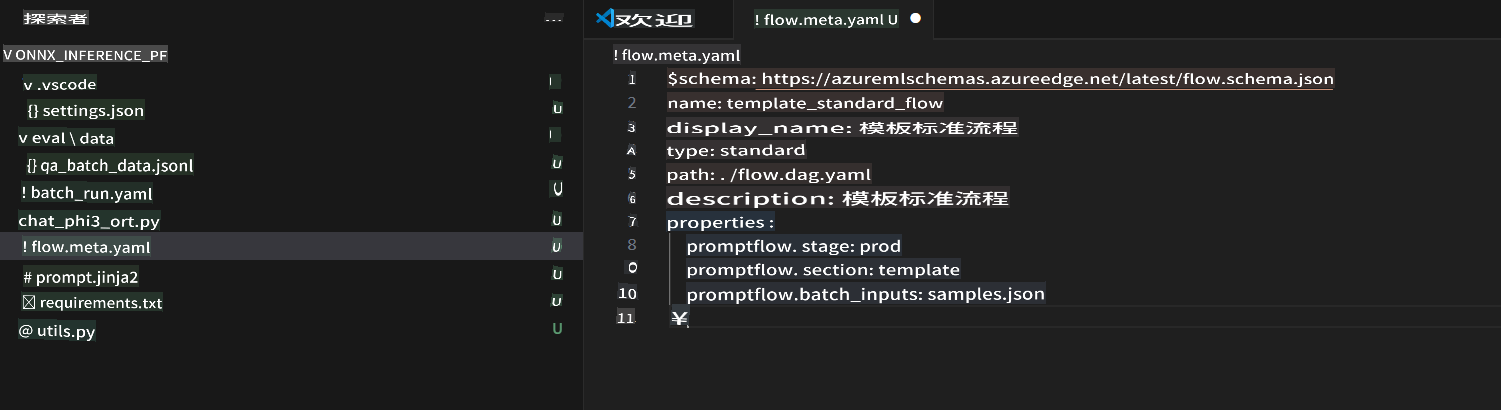 探索者 ...
V ONNX_INFERENCE_PF
v .vscode
{} settings.json U
v eval \ data
{} qa_batch_data.jsonl U
! batch_run.yaml U
chat_phi3_ort.py U
! flow.meta.yaml U
# prompt.jinja2 U
requirements.txt U
@ utils.py U
欢迎 ! flow.meta.yaml U
! flow.meta.yaml
1 $schema: https://azuremlschemas.azureedge.net/latest/flow.schema.json
2 name: template_standard_flow
3 display_name: 模板标准流程
A type: standard
5 path: . /flow.dag.yaml
6 description: 模板标准流程
7 properties :
8 promptflow. stage: prod
9 promptflow. section: template
10 promptflow.batch_inputs: samples.json
11 ¥